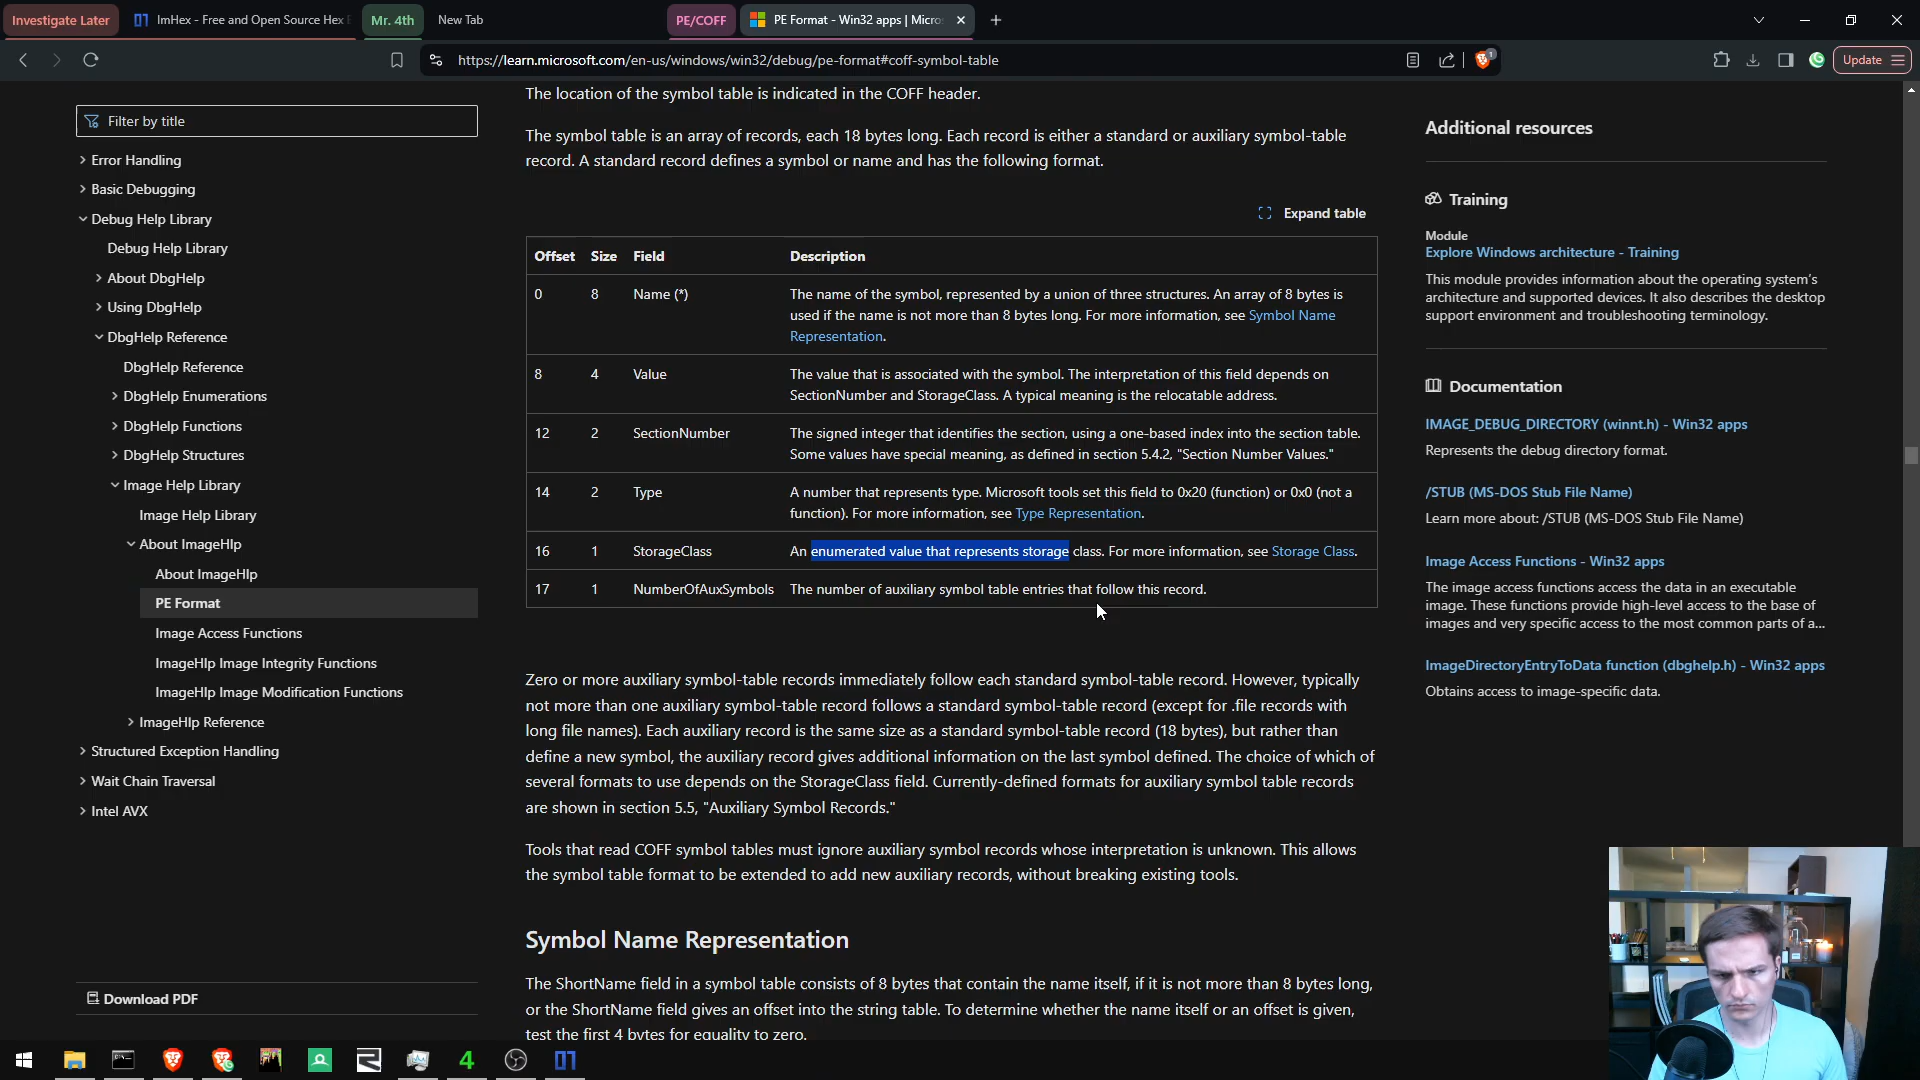 Investigate Later
ImHex - Free and Open Source Hex E
Mr. 4th
New Tab
PE/COFF
PE Format - Win32 apps | Micro
https://learn.microsoft.com/en-us/windows/win32/debug/pe-format#coff-symbol-table
1
Update
Filter by title
Error Handling
Basic Debugging
Debug Help Library
Debug Help Library
About DbgHelp
Using DbgHelp
DbgHelp Reference
DbgHelp Reference
DbgHelp Enumerations
DbgHelp Functions
DbgHelp Structures
Image Help Library
Image Help Library
About ImageHlp
About ImageHlp
PE Format
Image Access Functions
ImageHlp Image Integrity Functions
ImageHlp Image Modification Functions
ImageHlp Reference
Structured Exception Handling
Wait Chain Traversal
Intel AVX
Download PDF
The location of the symbol table is indicated in the COFF header.
The symbol table is an array of records, each 18 bytes long. Each record is either a standard or auxiliary symbol-table
record. A standard record defines a symbol or name and has the following format.
Expand table
Offset Size Field Description
0 8 Name (*) The name of the symbol, represented by a union of three structures. An array of 8 bytes is
used if the name is not more than 8 bytes long. For more information, see Symbol Name
Representation.
8 4 Value The value that is associated with the symbol. The interpretation of this field depends on
SectionNumber and StorageClass. A typical meaning is the relocatable address.
12 2 SectionNumber The signed integer that identifies the section, using a one-based index into the section table.
Some values have special meaning, as defined in section 5.4.2, "Section Number Values."
14 2 Type A number that represents type. Microsoft tools set this field to 0x20 (function) or 0x0 (not a
function). For more information, see Type Representation.
16 1 StorageClass An enumerated value that represents storage class. For more information, see Storage Class.
17 1 NumberOfAuxSymbols The number of auxiliary symbol table entries that follow this record.
Zero or more auxiliary symbol-table records immediately follow each standard symbol-table record. However, typically
not more than one auxiliary symbol-table record follows a standard symbol-table record (except for .file records with
long file names). Each auxiliary record is the same size as a standard symbol-table record (18 bytes), but rather than
define a new symbol, the auxiliary record gives additional information on the last symbol defined. The choice of which of
several formats to use depends on the StorageClass field. Currently-defined formats for auxiliary symbol table records
are shown in section 5.5, "Auxiliary Symbol Records."
Tools that read COFF symbol tables must ignore auxiliary symbol records whose interpretation is unknown. This allows
the symbol table format to be extended to add new auxiliary records, without breaking existing tools.
Symbol Name Representation
The ShortName field in a symbol table consists of 8 bytes that contain the name itself, if it is not more than 8 bytes long,
or the ShortName field gives an offset into the string table. To determine whether the name itself or an offset is given,
test the first 4 bytes for equality to zero.
Additional resources
Training
Module
Explore Windows architecture - Training
This module provides information about the operating system's
architecture and supported devices. It also describes the desktop
support environment and troubleshooting terminology.
Documentation
IMAGE_DEBUG_DIRECTORY (winnt.h) - Win32 apps
Represents the debug directory format.
/STUB (MS-DOS Stub File Name)
Learn more about: /STUB (MS-DOS Stub File Name)
Image Access Functions - Win32 apps
The image access functions access the data in an executable
image. These functions provide high-level access to the base of
images and very specific access to the most common parts of a...
ImageDirectoryEntryToData function (dbghelp.h) - Win32 apps
Obtains access to image-specific data.
4